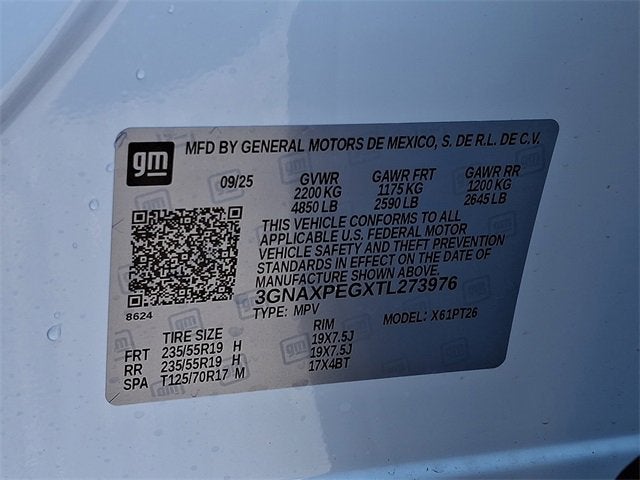 gm
MFD BY GENERAL MOTORS DE MEXICO, S. DE R.L. DE C.V.
09/25 GVWR GAWR FRT GAWR RR
2200 KG 1175 KG 1200 KG
4850 LB 2590 LB 2645 LB
THIS VEHICLE CONFORMS TO ALL
APPLICABLE U.S. FEDERAL MOTOR
VEHICLE SAFETY AND THEFT PREVENTION
STANDARDS IN EFFECT ON THE DATE OF
MANUFACTURE SHOWN ABOVE.
3GNAXPEGXTL273976
8624
TYPE: MPV MODEL: X61PT26
TIRE SIZE RIM
FRT 235/55R19 H 19X7.5J
RR 235/55R19 H 19X7.5J
SPA T125/70R17 M 17X4BT